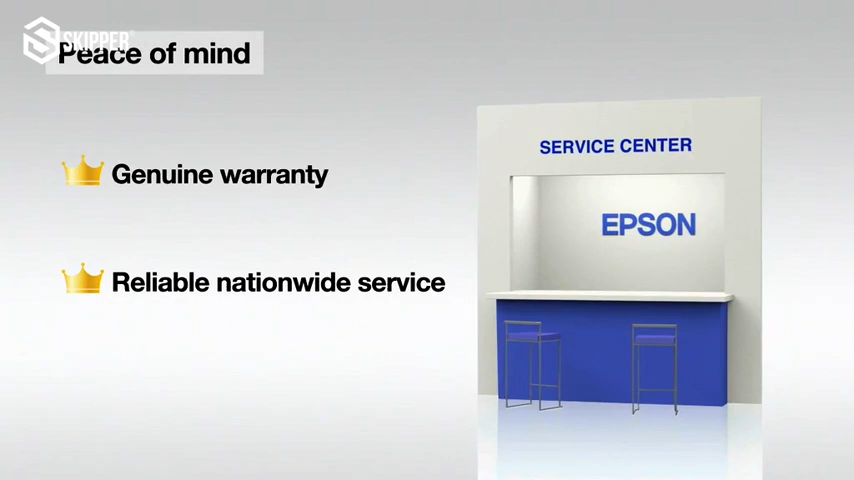 SKIPPER
Peace of mind
Genuine warranty
Reliable nationwide service
SERVICE CENTER
EPSON